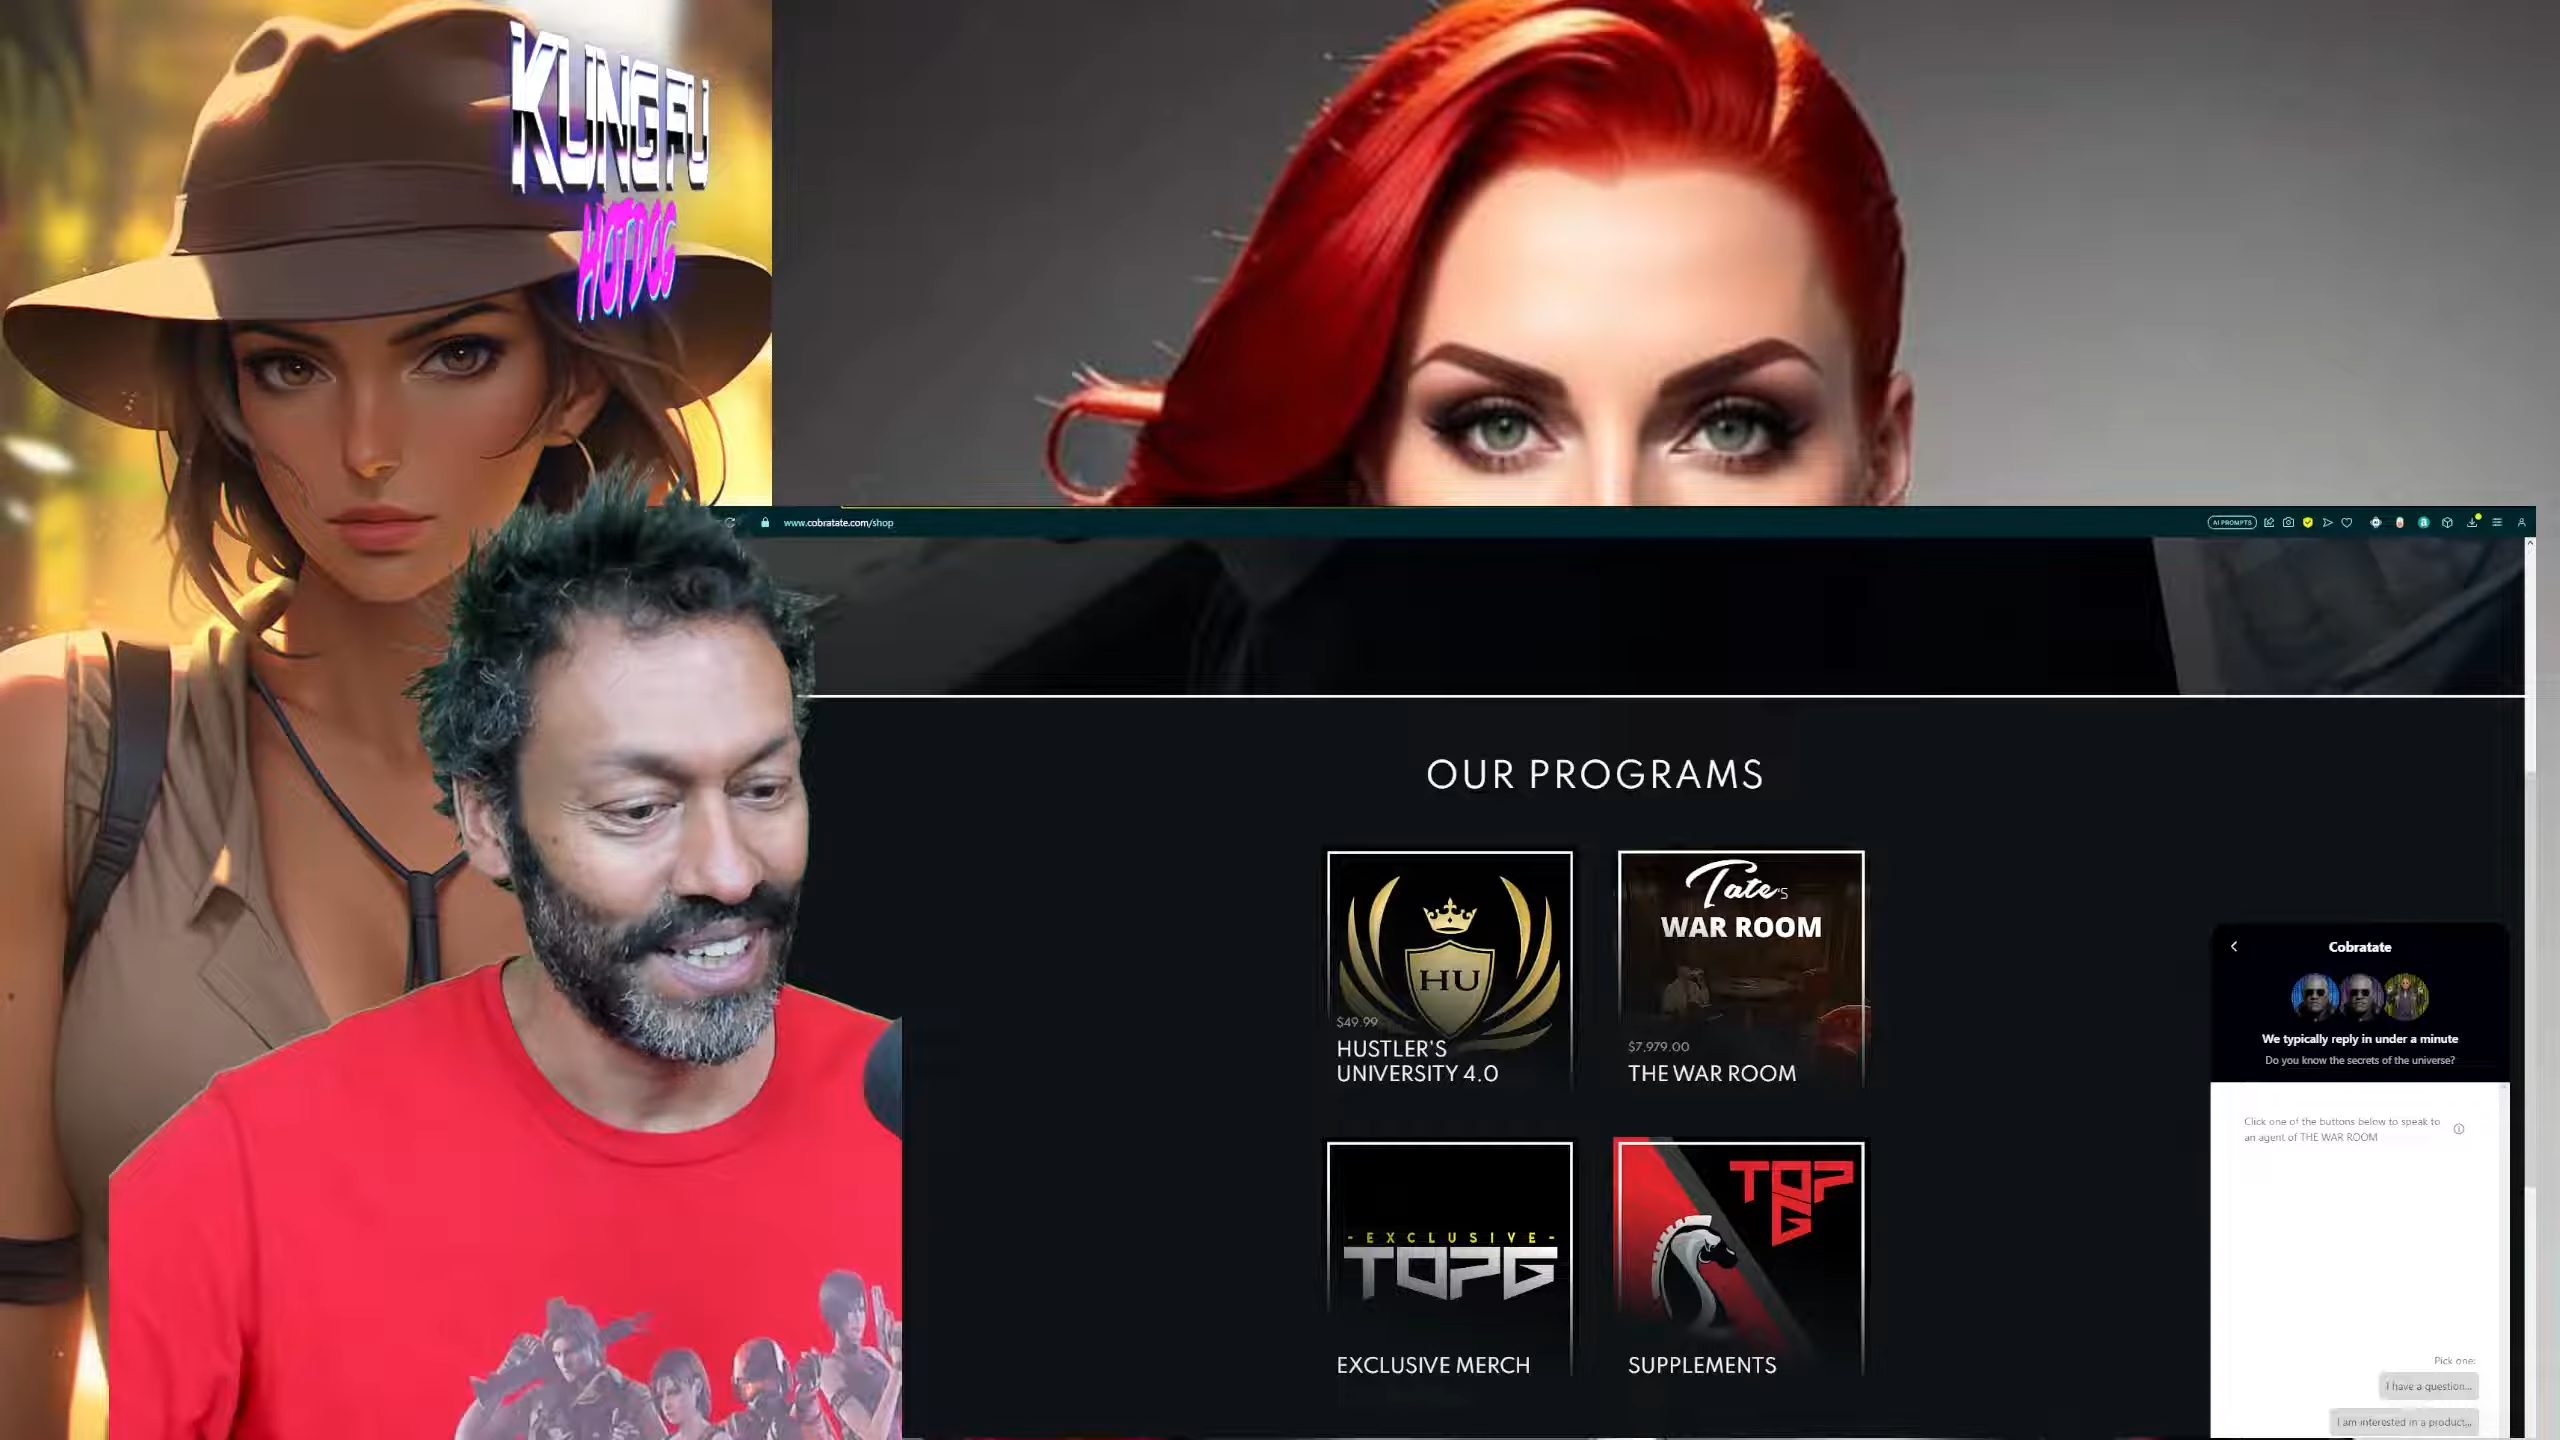 KUNG FU
HOTDOG
www.cobratate.com/shop
AI PROMPTS
OUR PROGRAMS
HU
$49.99
HUSTLER'S
UNIVERSITY 4.0
Tate's
WAR ROOM
$7,979.00
THE WAR ROOM
- EXCLUSIVE -
TOPG
EXCLUSIVE MERCH
TOP
G
SUPPLEMENTS
Cobratate
We typically reply in under a minute
Do you know the secrets of the universe?
Click one of the buttons below to speak to
an agent of THE WAR ROOM
Pick one:
I have a question...
I am interested in a product...